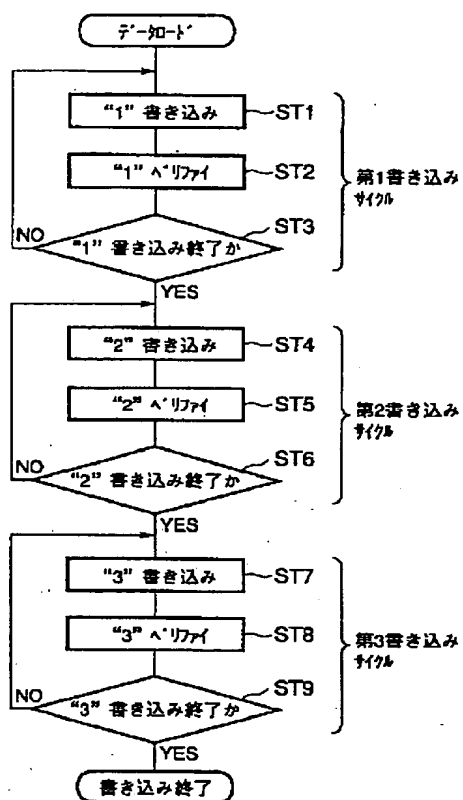 データロード
“1” 書き込み
ST1
“1” ベリファイ
ST2
第1書き込み
サイクル
ST3
NO
“1” 書き込み終了か
YES
“2” 書き込み
ST4
“2” ベリファイ
ST5
第2書き込み
サイクル
ST6
NO
“2” 書き込み終了か
YES
“3” 書き込み
ST7
“3” ベリファイ
ST8
第3書き込み
サイクル
ST9
NO
“3” 書き込み終了か
YES
書き込み終了